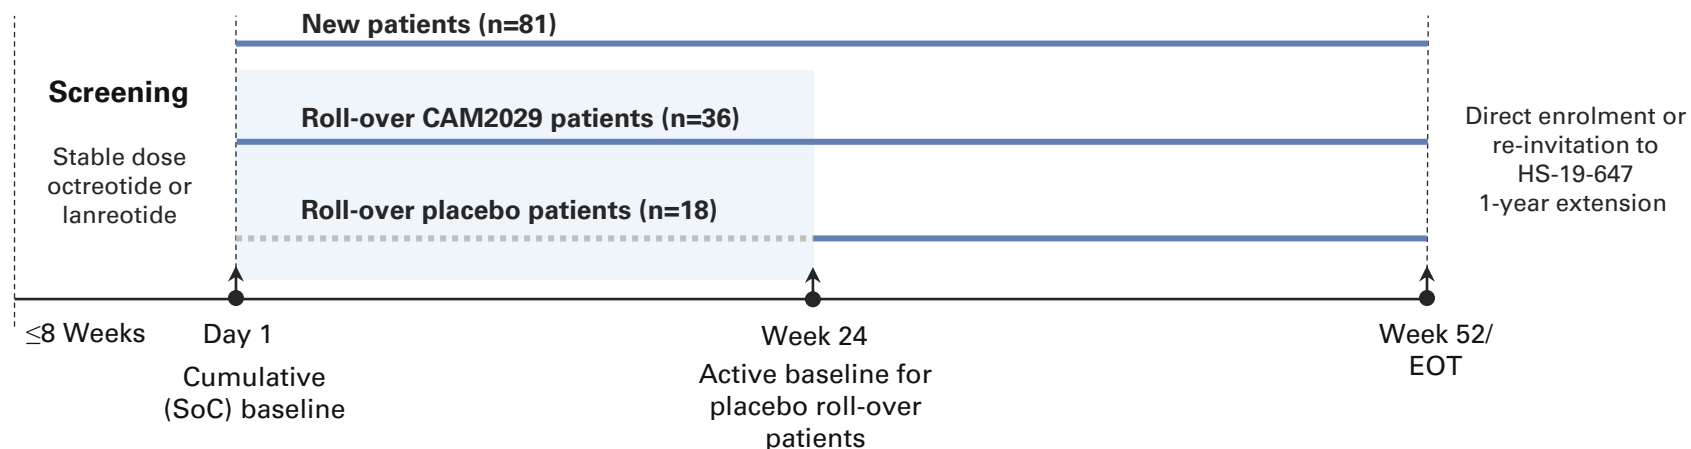 New patients (n=81)
Screening
Stable dose
octreotide or
lanreotide
Roll-over CAM2029 patients (n=36)
Roll-over placebo patients (n=18)
Direct enrolment or
re-invitation to
HS-19-647
1-year extension
≤8 Weeks
Day 1
Cumulative
(SoC) baseline
Week 24
Active baseline for
placebo roll-over
patients
Week 52/
EOT